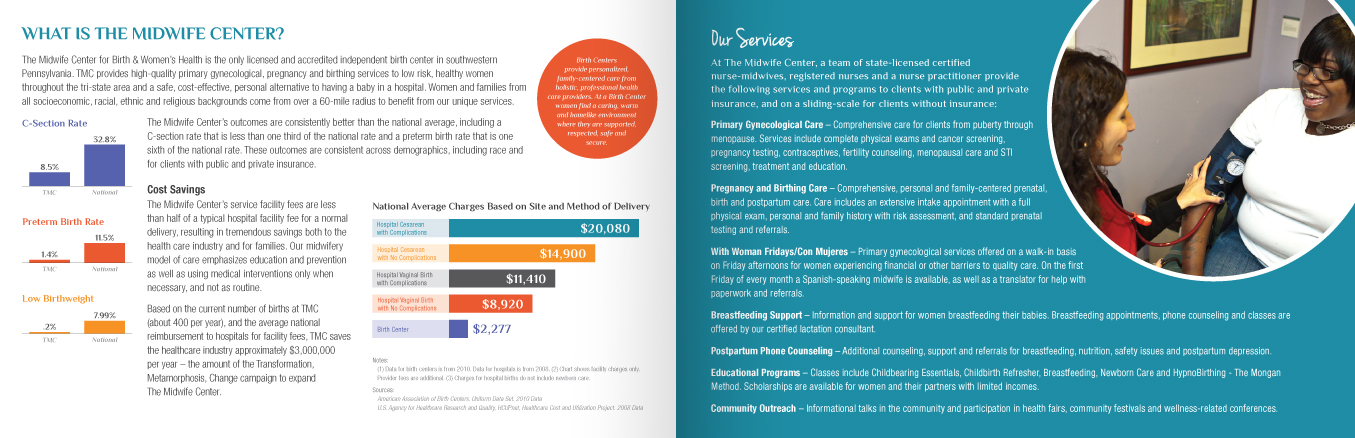 WHAT IS THE MIDWIFE CENTER?
The Midwife Center for Birth & Women's Health is the only licensed and accredited independent birth center in southwestern
Pennsylvania. TMC provides high-quality primary gynecological, pregnancy and birthing services to low risk, healthy women
throughout the tri-state area and a safe, cost-effective, personal alternative to having a baby in a hospital. Women and families from
all socioeconomic, racial, ethnic and religious backgrounds come from over a 60-mile radius to benefit from our unique services.
Birth Centers
provide personalized,
family-centered care from
holistic, professional health
care providers. At a Birth Center
women find a caring, warm
and homelike environment
where they are supported,
respected, safe and
secure.
C-Section Rate
8.5%
32.8%
TMC
National
Preterm Birth Rate
1.4%
11.5%
TMC
National
Low Birthweight
.2%
7.99%
TMC
National
The Midwife Center's outcomes are consistently better than the national average, including a
C-section rate that is less than one third of the national rate and a preterm birth rate that is one
sixth of the national rate. These outcomes are consistent across demographics, including race and
for clients with public and private insurance.
Cost Savings
The Midwife Center's service facility fees are less
than half of a typical hospital facility fee for a normal
delivery, resulting in tremendous savings both to the
health care industry and for families. Our midwifery
model of care emphasizes education and prevention
as well as using medical interventions only when
necessary, and not as routine.
Based on the current number of births at TMC
(about 400 per year), and the average national
reimbursement to hospitals for facility fees, TMC saves
the healthcare industry approximately $3,000,000
per year – the amount of the Transformation,
Metamorphosis, Change campaign to expand
The Midwife Center.
National Average Charges Based on Site and Method of Delivery
Hospital Cesarean
with Complications
$20,080
Hospital Cesarean
with No Complications
$14,900
Hospital Vaginal Birth
with Complications
$11,410
Hospital Vaginal Birth
with No Complications
$8,920
Birth Center
$2,277
Notes:
(1) Data for birth centers is from 2010. Data for hospitals is from 2008. (2) Chart shows facility charges only.
Provider fees are additional. (3) Charges for hospital births do not include newborn care.
Sources:
American Association of Birth Centers. Uniform Data Set. 2010 Data
U.S. Agency for Healthcare Research and Quality, HCUPnet, Healthcare Cost and Utilization Project. 2008 Data
Our Services
At The Midwife Center, a team of state-licensed certified
nurse-midwives, registered nurses and a nurse practitioner provide
the following services and programs to clients with public and private
insurance, and on a sliding-scale for clients without insurance:
Primary Gynecological Care – Comprehensive care for clients from puberty through
menopause. Services include complete physical exams and cancer screening,
pregnancy testing, contraceptives, fertility counseling, menopausal care and STI
screening, treatment and education.
Pregnancy and Birthing Care – Comprehensive, personal and family-centered prenatal,
birth and postpartum care. Care includes an extensive intake appointment with a full
physical exam, personal and family history with risk assessment, and standard prenatal
testing and referrals.
With Woman Fridays/Con Mujeres – Primary gynecological services offered on a walk-in basis
on Friday afternoons for women experiencing financial or other barriers to quality care. On the first
Friday of every month a Spanish-speaking midwife is available, as well as a translator for help with
paperwork and referrals.
Breastfeeding Support – Information and support for women breastfeeding their babies. Breastfeeding appointments, phone counseling and classes are
offered by our certified lactation consultant.
Postpartum Phone Counseling – Additional counseling, support and referrals for breastfeeding, nutrition, safety issues and postpartum depression.
Educational Programs – Classes include Childbearing Essentials, Childbirth Refresher, Breastfeeding, Newborn Care and HypnoBirthing - The Mongan
Method. Scholarships are available for women and their partners with limited incomes.
Community Outreach – Informational talks in the community and participation in health fairs, community festivals and wellness-related conferences.